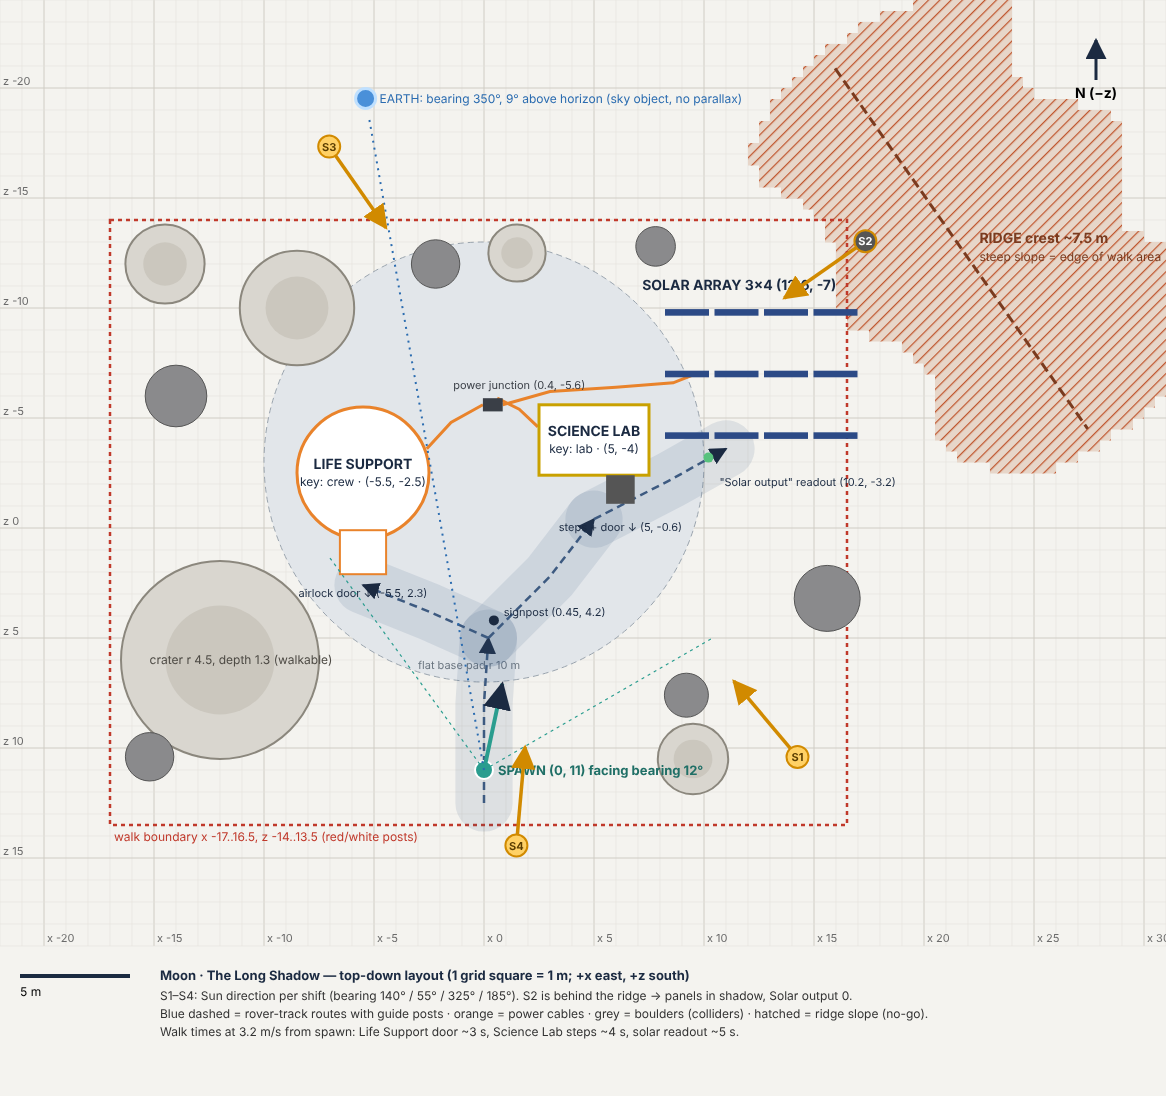 z -20
N (−z)
EARTH: bearing 350°, 9° above horizon (sky object, no parallax)
S3
z -15
S2
RIDGE crest ~7.5 m
steep slope = edge of walk area
SOLAR ARRAY 3×4 (12.5, -7)
z -10
power junction (0.4, -5.6)
z -5
SCIENCE LAB
key: lab · (5, -4)
LIFE SUPPORT
key: crew · (-5.5, -2.5)
"Solar output" readout (10.2, -3.2)
z 0
steps + door ↓ (5, -0.6)
airlock door ↓ (-5.5, 2.3)
signpost (0.45, 4.2)
z 5
crater r 4.5, depth 1.3 (walkable)
flat base pad r 10 m
z 10
S1
SPAWN (0, 11) facing bearing 12°
walk boundary x -17..16.5, z -14..13.5 (red/white posts)
S4
z 15
x -20
x -15
x -10
x -5
x 0
x 5
x 10
x 15
x 20
x 25
x 30
5 m
Moon · The Long Shadow — top-down layout (1 grid square = 1 m; +x east, +z south)
S1–S4: Sun direction per shift (bearing 140° / 55° / 325° / 185°). S2 is behind the ridge → panels in shadow, Solar output 0.
Blue dashed = rover-track routes with guide posts · orange = power cables · grey = boulders (colliders) · hatched = ridge slope (no-go).
Walk times at 3.2 m/s from spawn: Life Support door ~3 s, Science Lab steps ~4 s, solar readout ~5 s.